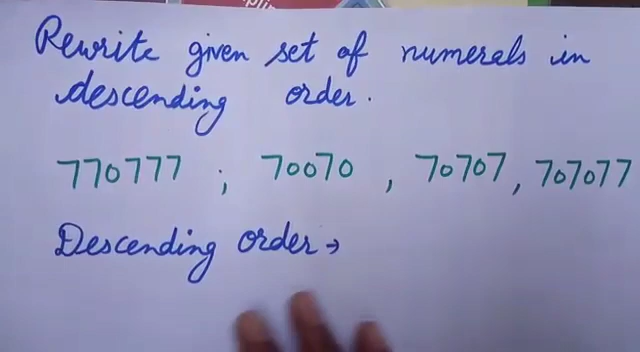 Rewrite given set of numerals in
descending order.
770777 ; 70070 , 70707 , 707077
Descending order →